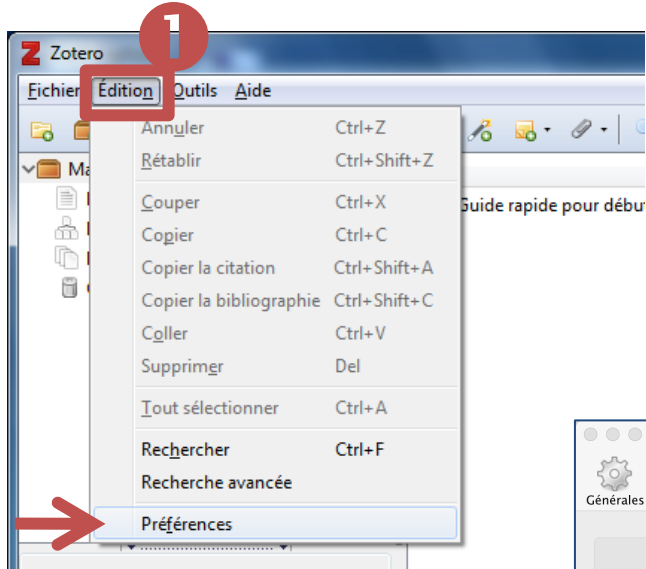 1
Zotero
Fichier Édition Outils Aide
Annuler Ctrl+Z
Rétablir Ctrl+Shift+Z
Couper Ctrl+X
Copier Ctrl+C
Copier la citation Ctrl+Shift+A
Copier la bibliographie Ctrl+Shift+C
Coller Ctrl+V
Supprimer Del
Tout sélectionner Ctrl+A
Rechercher Ctrl+F
Recherche avancée
Préférences
Ma
Guide rapide pour débu
Générales